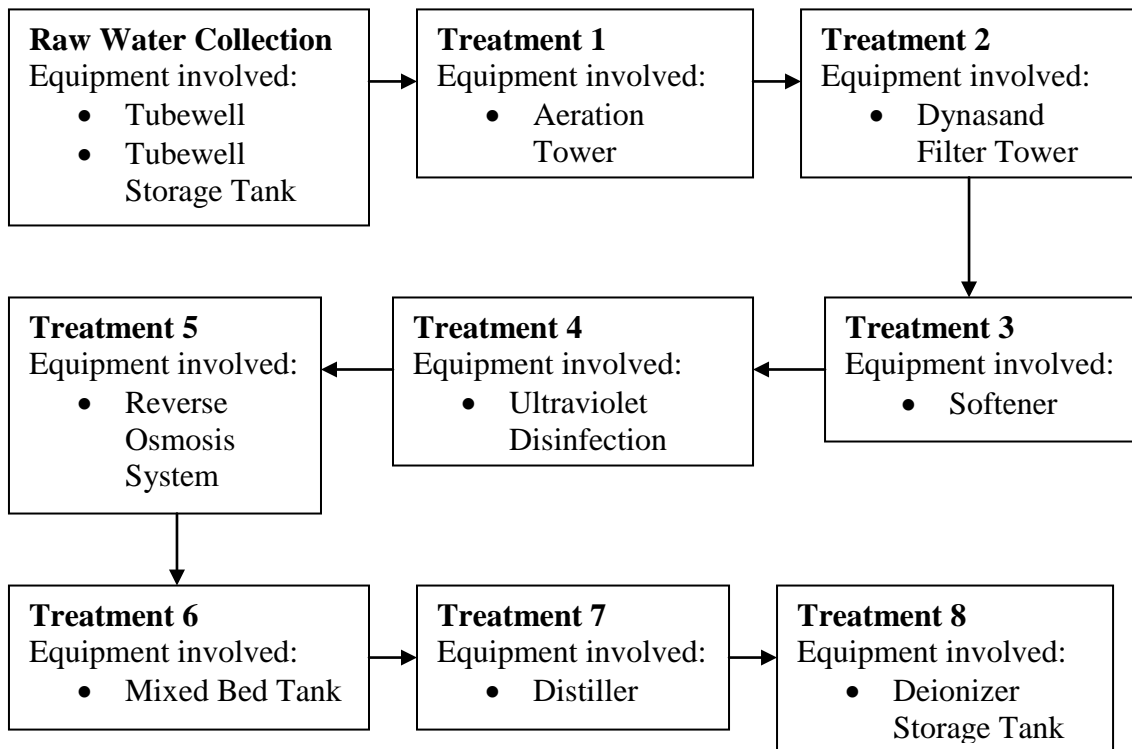 Raw Water Collection
Equipment involved:
• Tubewell
• Tubewell
Storage Tank
Treatment 1
Equipment involved:
• Aeration
Tower
Treatment 2
Equipment involved:
• Dynasand
Filter Tower
Treatment 3
Equipment involved:
• Softener
Treatment 4
Equipment involved:
• Ultraviolet
Disinfection
Treatment 5
Equipment involved:
• Reverse
Osmosis
System
Treatment 6
Equipment involved:
• Mixed Bed Tank
Treatment 7
Equipment involved:
• Distiller
Treatment 8
Equipment involved:
• Deionizer
Storage Tank